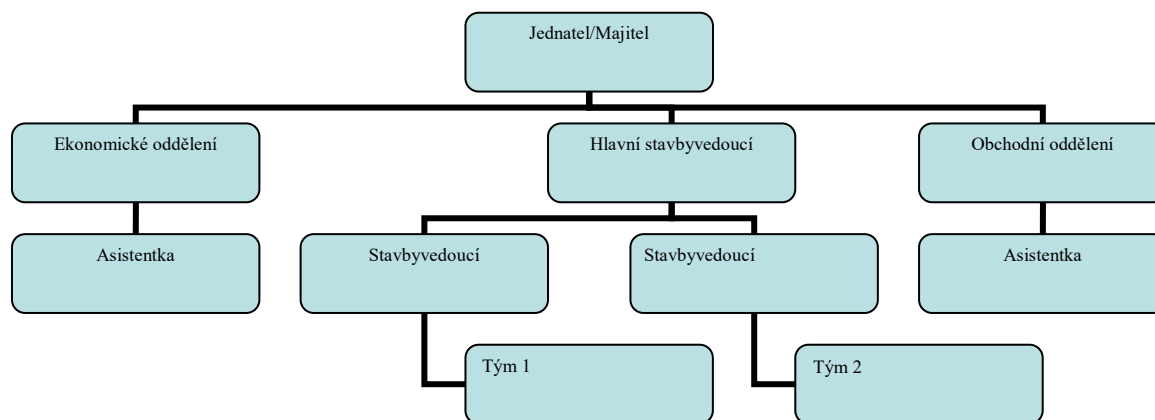 Jednatel/Majitel
Ekonomické oddělení
Hlavní stavbyvedoucí
Obchodní oddělení
Asistentka
Stavbyvedoucí
Stavbyvedoucí
Asistentka
Tým 1
Tým 2